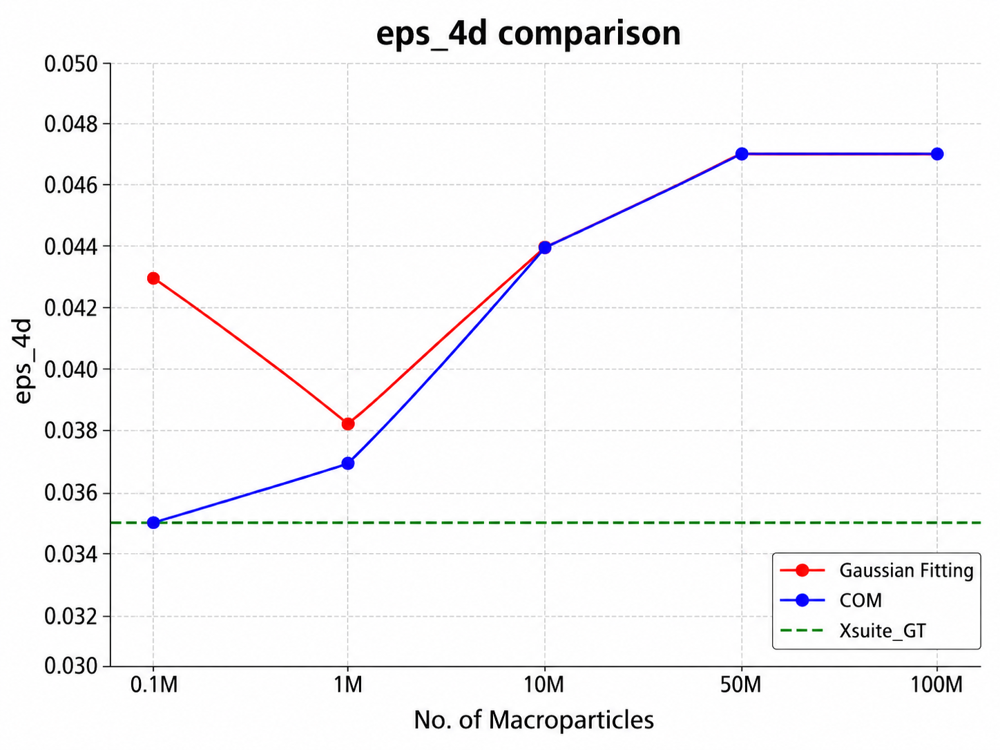 eps_4d comparison
0.050
0.048
0.046
0.044
0.042
0.040
0.038
0.036
0.034
0.032
0.030
eps_4d
0.1M
1M
10M
50M
100M
No. of Macroparticles
Gaussian Fitting
COM
Xsuite_GT